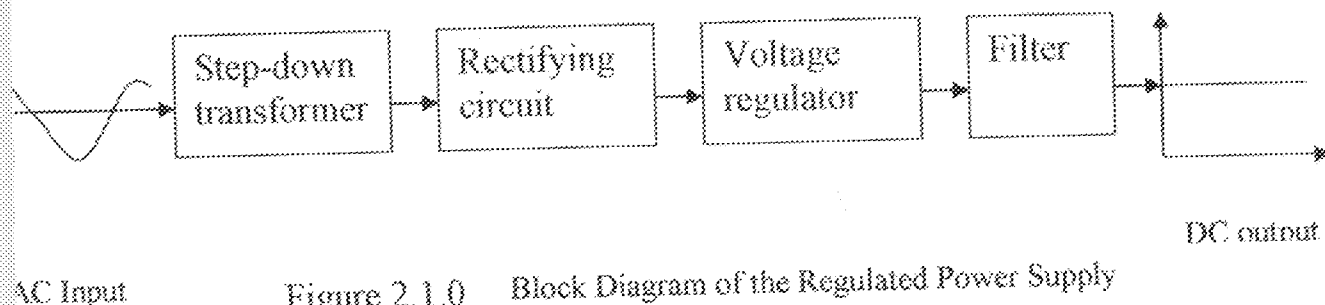 Step-down
transformer
Rectifying
circuit
Voltage
regulator
Filter
DC output
AC Input
Figure 2.1.0 Block Diagram of the Regulated Power Supply